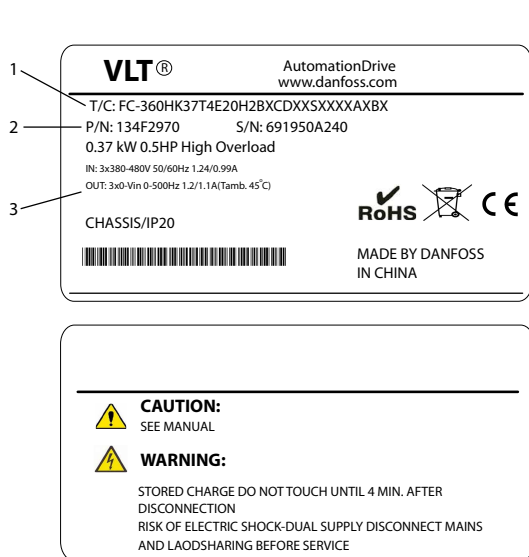 VLT® AutomationDrive
www.danfoss.com
1
T/C: FC-360HK37T4E20H2BXCDXXSXXXXAXBX
2
P/N: 134F2970 S/N: 691950A240
0.37 kW 0.5HP High Overload
IN: 3x380-480V 50/60Hz 1.24/0.99A
3
OUT: 3x0-Vin 0-500Hz 1.2/1.1A(Tamb. 45°C)
RoHS CE
CHASSIS/IP20
MADE BY DANFOSS
IN CHINA
CAUTION:
SEE MANUAL
WARNING:
STORED CHARGE DO NOT TOUCH UNTIL 4 MIN. AFTER
DISCONNECTION
RISK OF ELECTRIC SHOCK-DUAL SUPPLY DISCONNECT MAINS
AND LAODSHARING BEFORE SERVICE